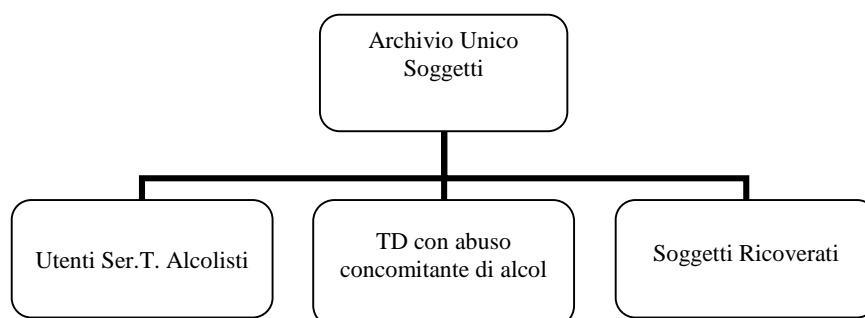 Archivio Unico
Soggetti
Utenti Ser.T. Alcolisti
TD con abuso
concomitante di alcol
Soggetti Ricoverati